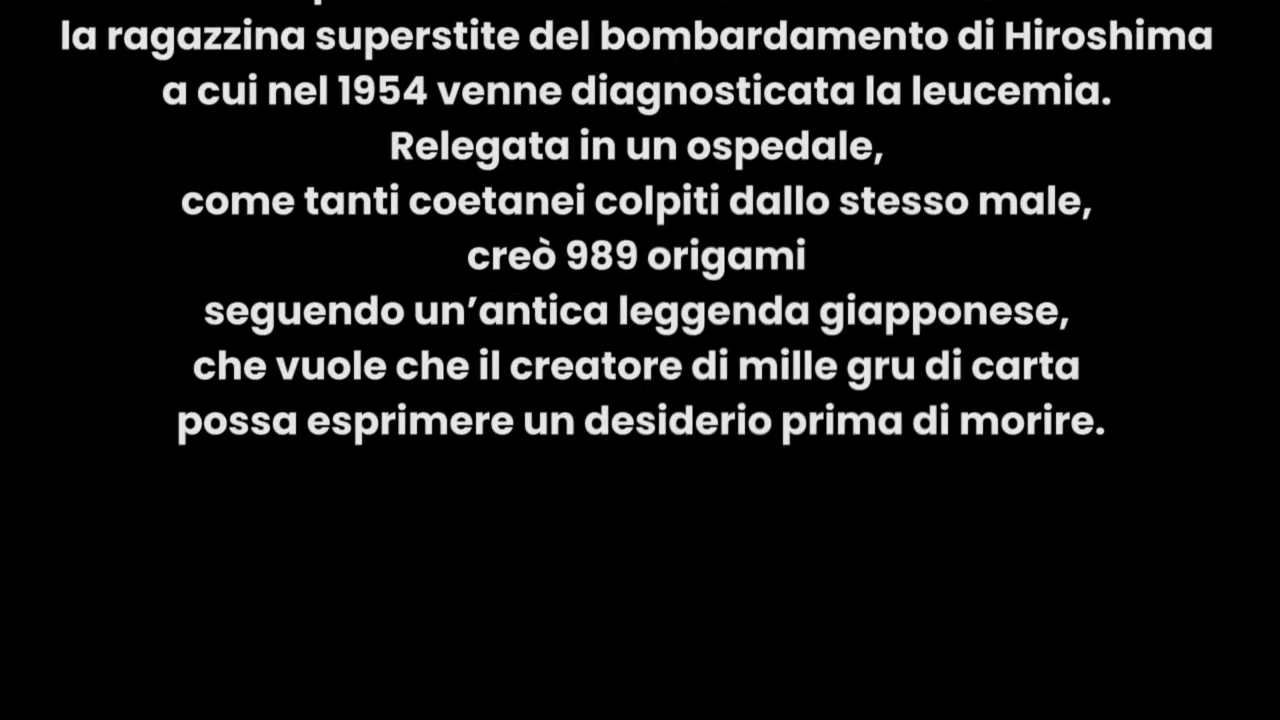 la ragazzina superstite del bombardamento di Hiroshima
a cui nel 1954 venne diagnosticata la leucemia.
Relegata in un ospedale,
come tanti coetanei colpiti dallo stesso male,
creò 989 origami
seguendo un’antica leggenda giapponese,
che vuole che il creatore di mille gru di carta
possa esprimere un desiderio prima di morire.